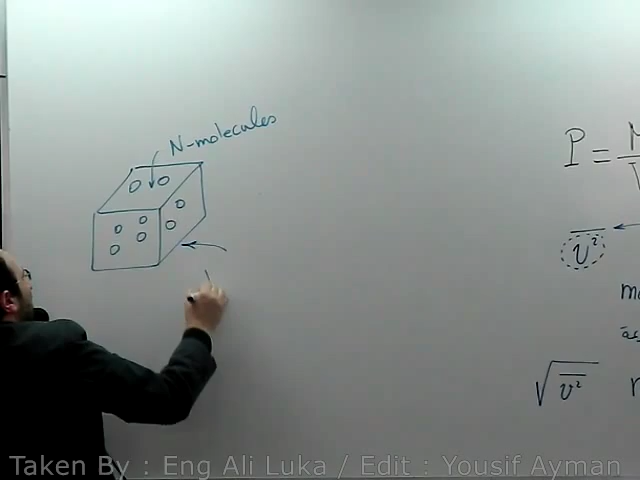 N-molecules
P =
v²
√v²
Taken By : Eng Ali Luka / Edit : Yousif Ayman